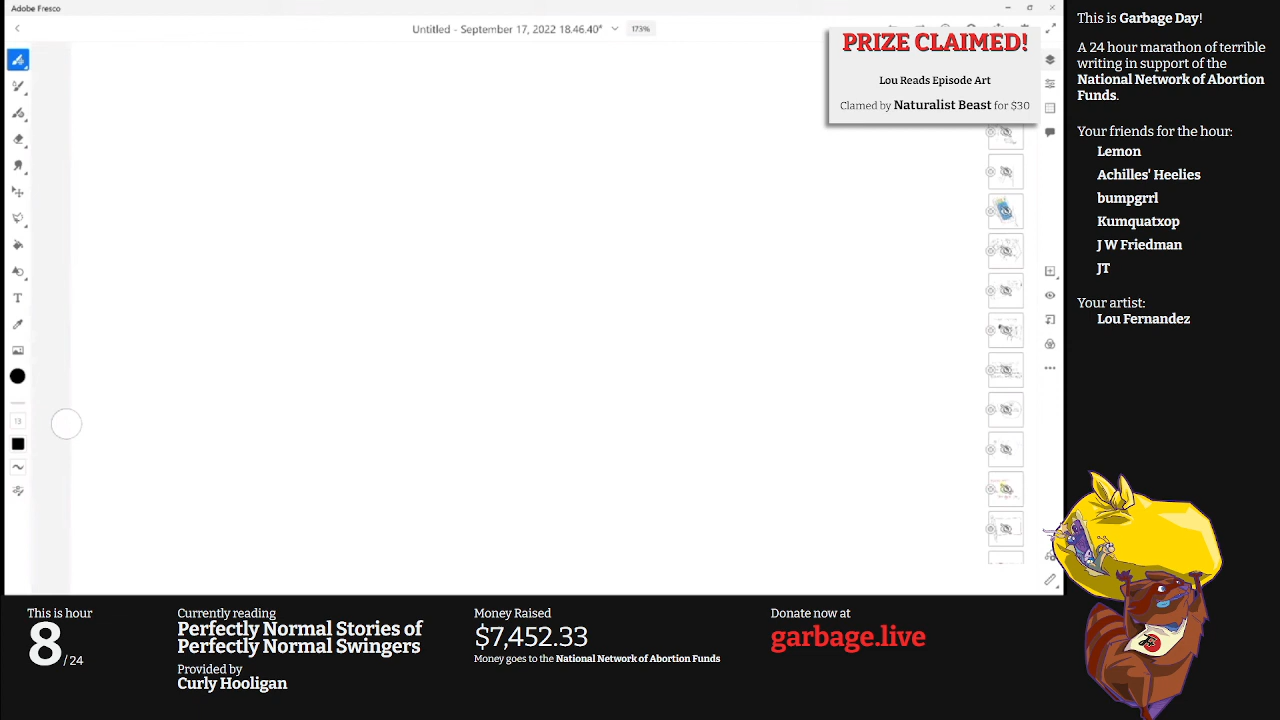 Adobe Fresco
Untitled - September 17, 2022 18.46.40*
173%
PRIZE CLAIMED!
Lou Reads Episode Art
Clamed by Naturalist Beast for $30
This is Garbage Day!
A 24 hour marathon of terrible
writing in support of the
National Network of Abortion
Funds.
Your friends for the hour:
Lemon
Achilles' Heelies
bumpgrrl
Kumquatxop
J W Friedman
JT
Your artist:
Lou Fernandez
13
This is hour
8 / 24
Currently reading
Perfectly Normal Stories of
Perfectly Normal Swingers
Provided by
Curly Hooligan
Money Raised
$7,452.33
Money goes to the National Network of Abortion Funds
Donate now at
garbage.live